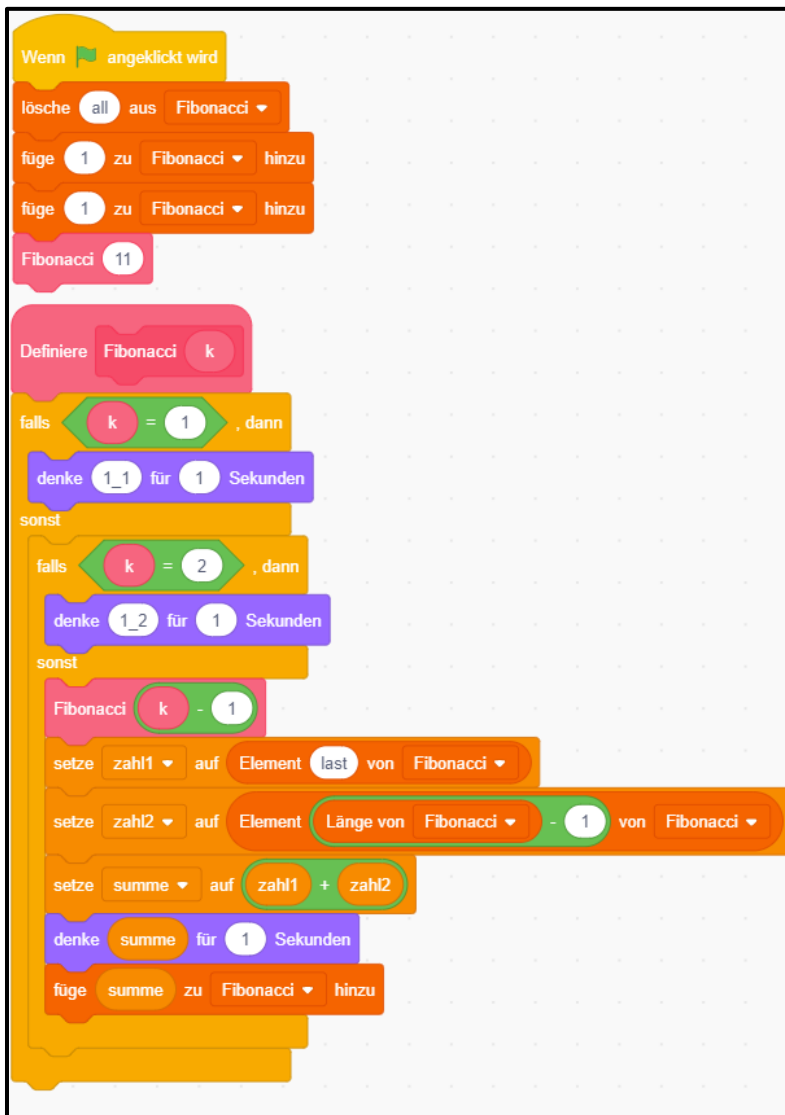 Wenn angeklickt wird
lösche all aus Fibonacci
füge 1 zu Fibonacci hinzu
füge 1 zu Fibonacci hinzu
Fibonacci 11
Definiere Fibonacci k
falls k = 1 , dann
denke 1_1 für 1 Sekunden
sonst
falls k = 2 , dann
denke 1_2 für 1 Sekunden
sonst
Fibonacci k - 1
setze zahl1 auf Element last von Fibonacci
setze zahl2 auf Element Länge von Fibonacci - 1 von Fibonacci
setze summe auf zahl1 + zahl2
denke summe für 1 Sekunden
füge summe zu Fibonacci hinzu